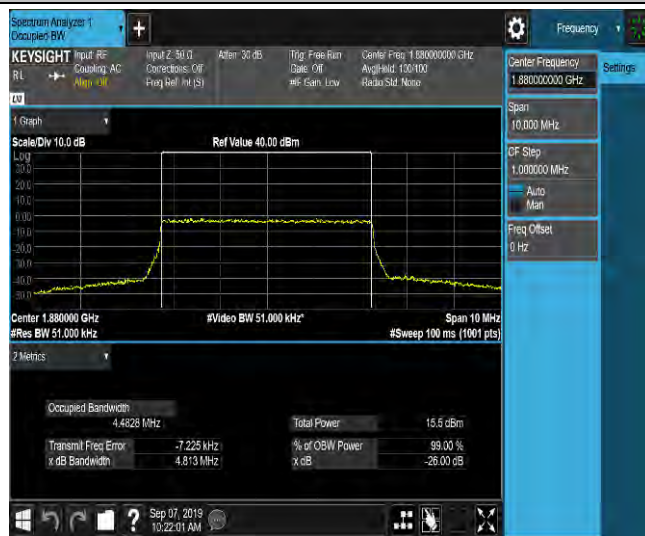 Spectrum Analyzer 1
Occupied BW
+
Frequency
KEYSIGHT
Input: RF
Coupling: AC
Align: Off
Input Z: 50 Ω
Corrections: Off
Freq Ref: Int (S)
Atten: 30 dB
Trig: Free Run
Gate: Off
#IF Gain: Low
Center Freq: 1.880000000 GHz
Avg|Hold: 100/100
Radio Std: None
RL
1 Graph
Scale/Div 10.0 dB
Ref Value 40.00 dBm
Log
30.0
20.0
10.0
0.00
-10.0
-20.0
-30.0
-40.0
-50.0
Center 1.880000 GHz
#Video BW 51.000 kHz*
Span 10 MHz
#Res BW 51.000 kHz
#Sweep 100 ms (1001 pts)
2 Metrics
Occupied Bandwidth
4.4828 MHz
Total Power
15.5 dBm
Transmit Freq Error
-7.225 kHz
% of OBW Power
99.00 %
x dB Bandwidth
4.813 MHz
x dB
-26.00 dB
?
Sep 07, 2019
10:22:01 AM
Center Frequency
1.880000000 GHz
Settings
Span
10.000 MHz
CF Step
1.000000 MHz
Auto
Man
Freq Offset
0 Hz